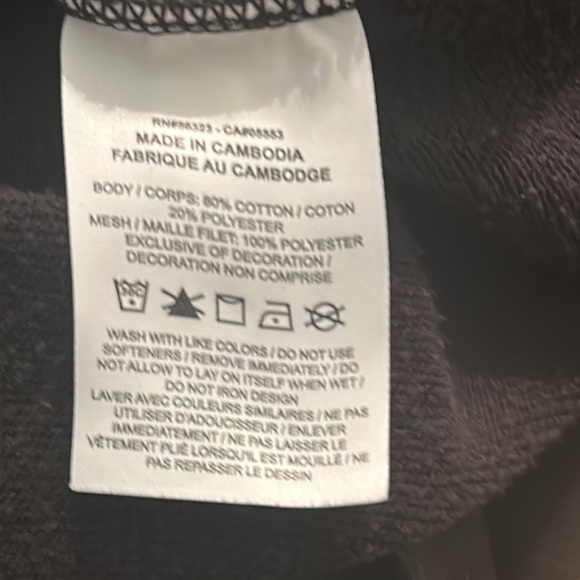 RN#56323 - CA#05553
MADE IN CAMBODIA
FABRIQUE AU CAMBODGE
BODY / CORPS: 80% COTTON / COTON
20% POLYESTER
MESH / MAILLE FILET: 100% POLYESTER
EXCLUSIVE OF DECORATION /
DECORATION NON COMPRISE
WASH WITH LIKE COLORS / DO NOT USE
SOFTENERS / REMOVE IMMEDIATELY / DO
NOT ALLOW TO LAY ON ITSELF WHEN WET /
DO NOT IRON DESIGN
LAVER AVEC COULEURS SIMILAIRES / NE PAS
UTILISER D'ADOUCISSEUR / ENLEVER
IMMEDIATEMENT / NE PAS LAISSER LE
VÊTEMENT PLIÉ LORSQU'IL EST MOUILLÉ / NE
PAS REPASSER LE DESSIN